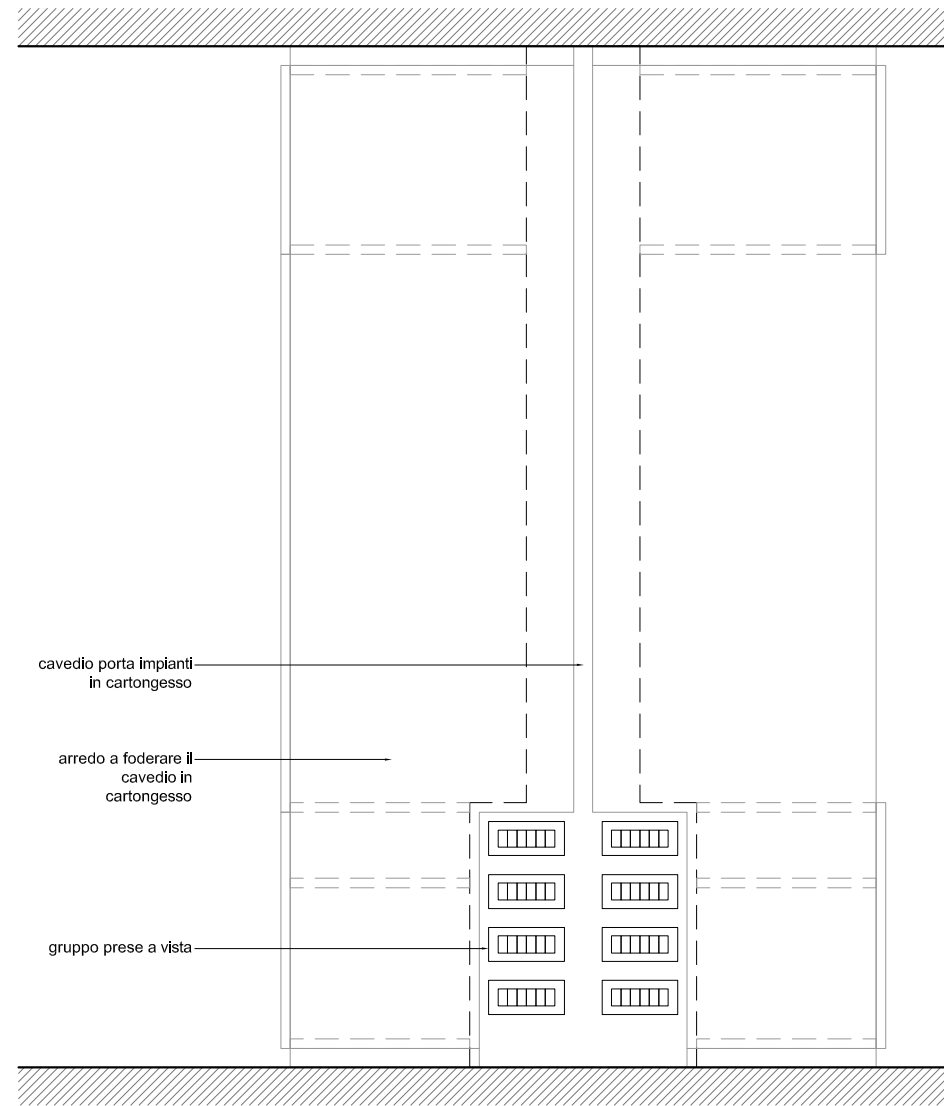 cavedio porta impianti
in cartongesso
arredo a foderare il
cavedio in
cartongesso
gruppo prese a vista